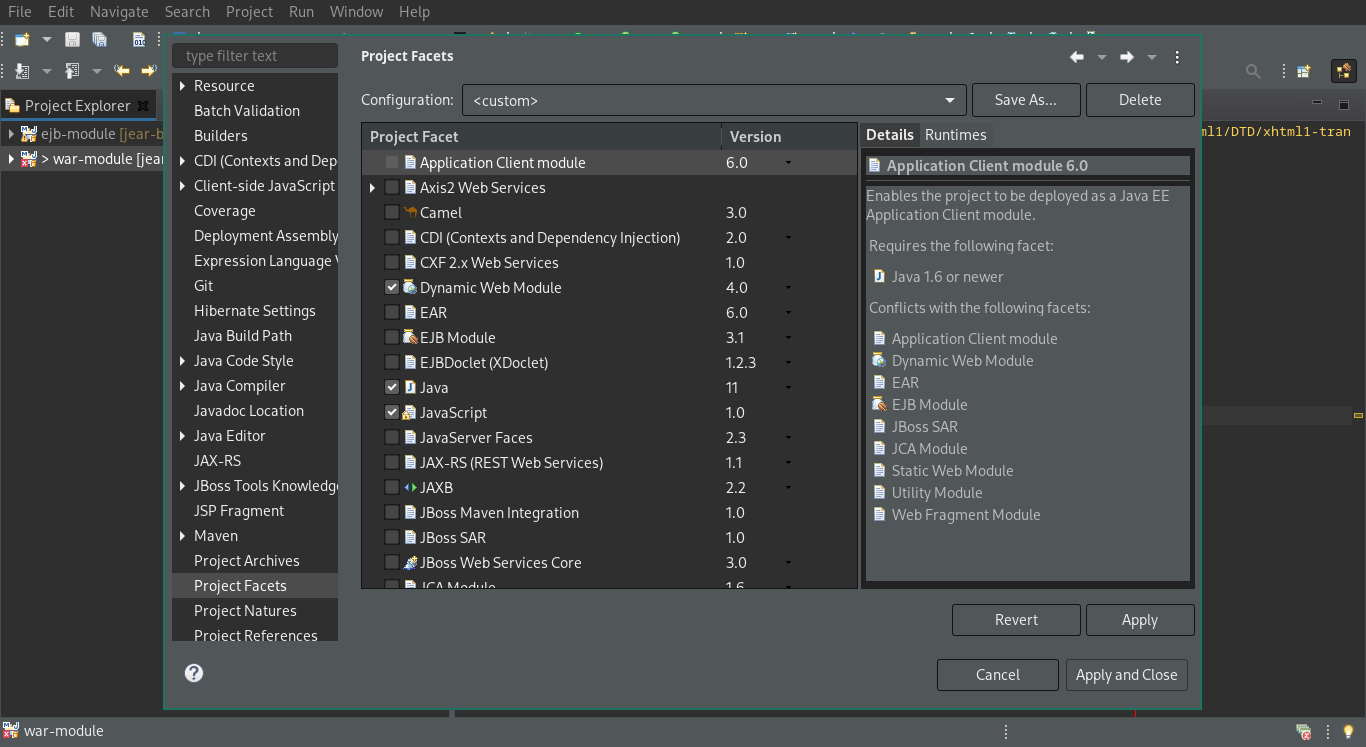 File Edit Navigate Search Project Run Window Help
type filter text
Project Facets
Configuration:
<custom>
Save As...
Delete
Project Explorer
ejb-module [jear-b
> war-module [jear
ml1/DTD/xhtml1-tran
Resource
Batch Validation
Builders
CDI (Contexts and Dep
Client-side JavaScript
Coverage
Deployment Assembly
Expression Language V
Git
Hibernate Settings
Java Build Path
Java Code Style
Java Compiler
Javadoc Location
Java Editor
JAX-RS
JBoss Tools Knowledge
JSP Fragment
Maven
Project Archives
Project Facets
Project Natures
Project References
Project Facet Version
Application Client module 6.0
Axis2 Web Services
Camel 3.0
CDI (Contexts and Dependency Injection) 2.0
CXF 2.x Web Services 1.0
Dynamic Web Module 4.0
EAR 6.0
EJB Module 3.1
EJBDoclet (XDoclet) 1.2.3
Java 11
JavaScript 1.0
JavaServer Faces 2.3
JAX-RS (REST Web Services) 1.1
JAXB 2.2
JBoss Maven Integration 1.0
JBoss SAR 1.0
JBoss Web Services Core 3.0
JCA Module 1.6
Details Runtimes
Application Client module 6.0
Enables the project to be deployed as a Java EE
Application Client module.
Requires the following facet:
Java 1.6 or newer
Conflicts with the following facets:
Application Client module
Dynamic Web Module
EAR
EJB Module
JBoss SAR
JCA Module
Static Web Module
Utility Module
Web Fragment Module
Revert
Apply
Cancel
Apply and Close
war-module